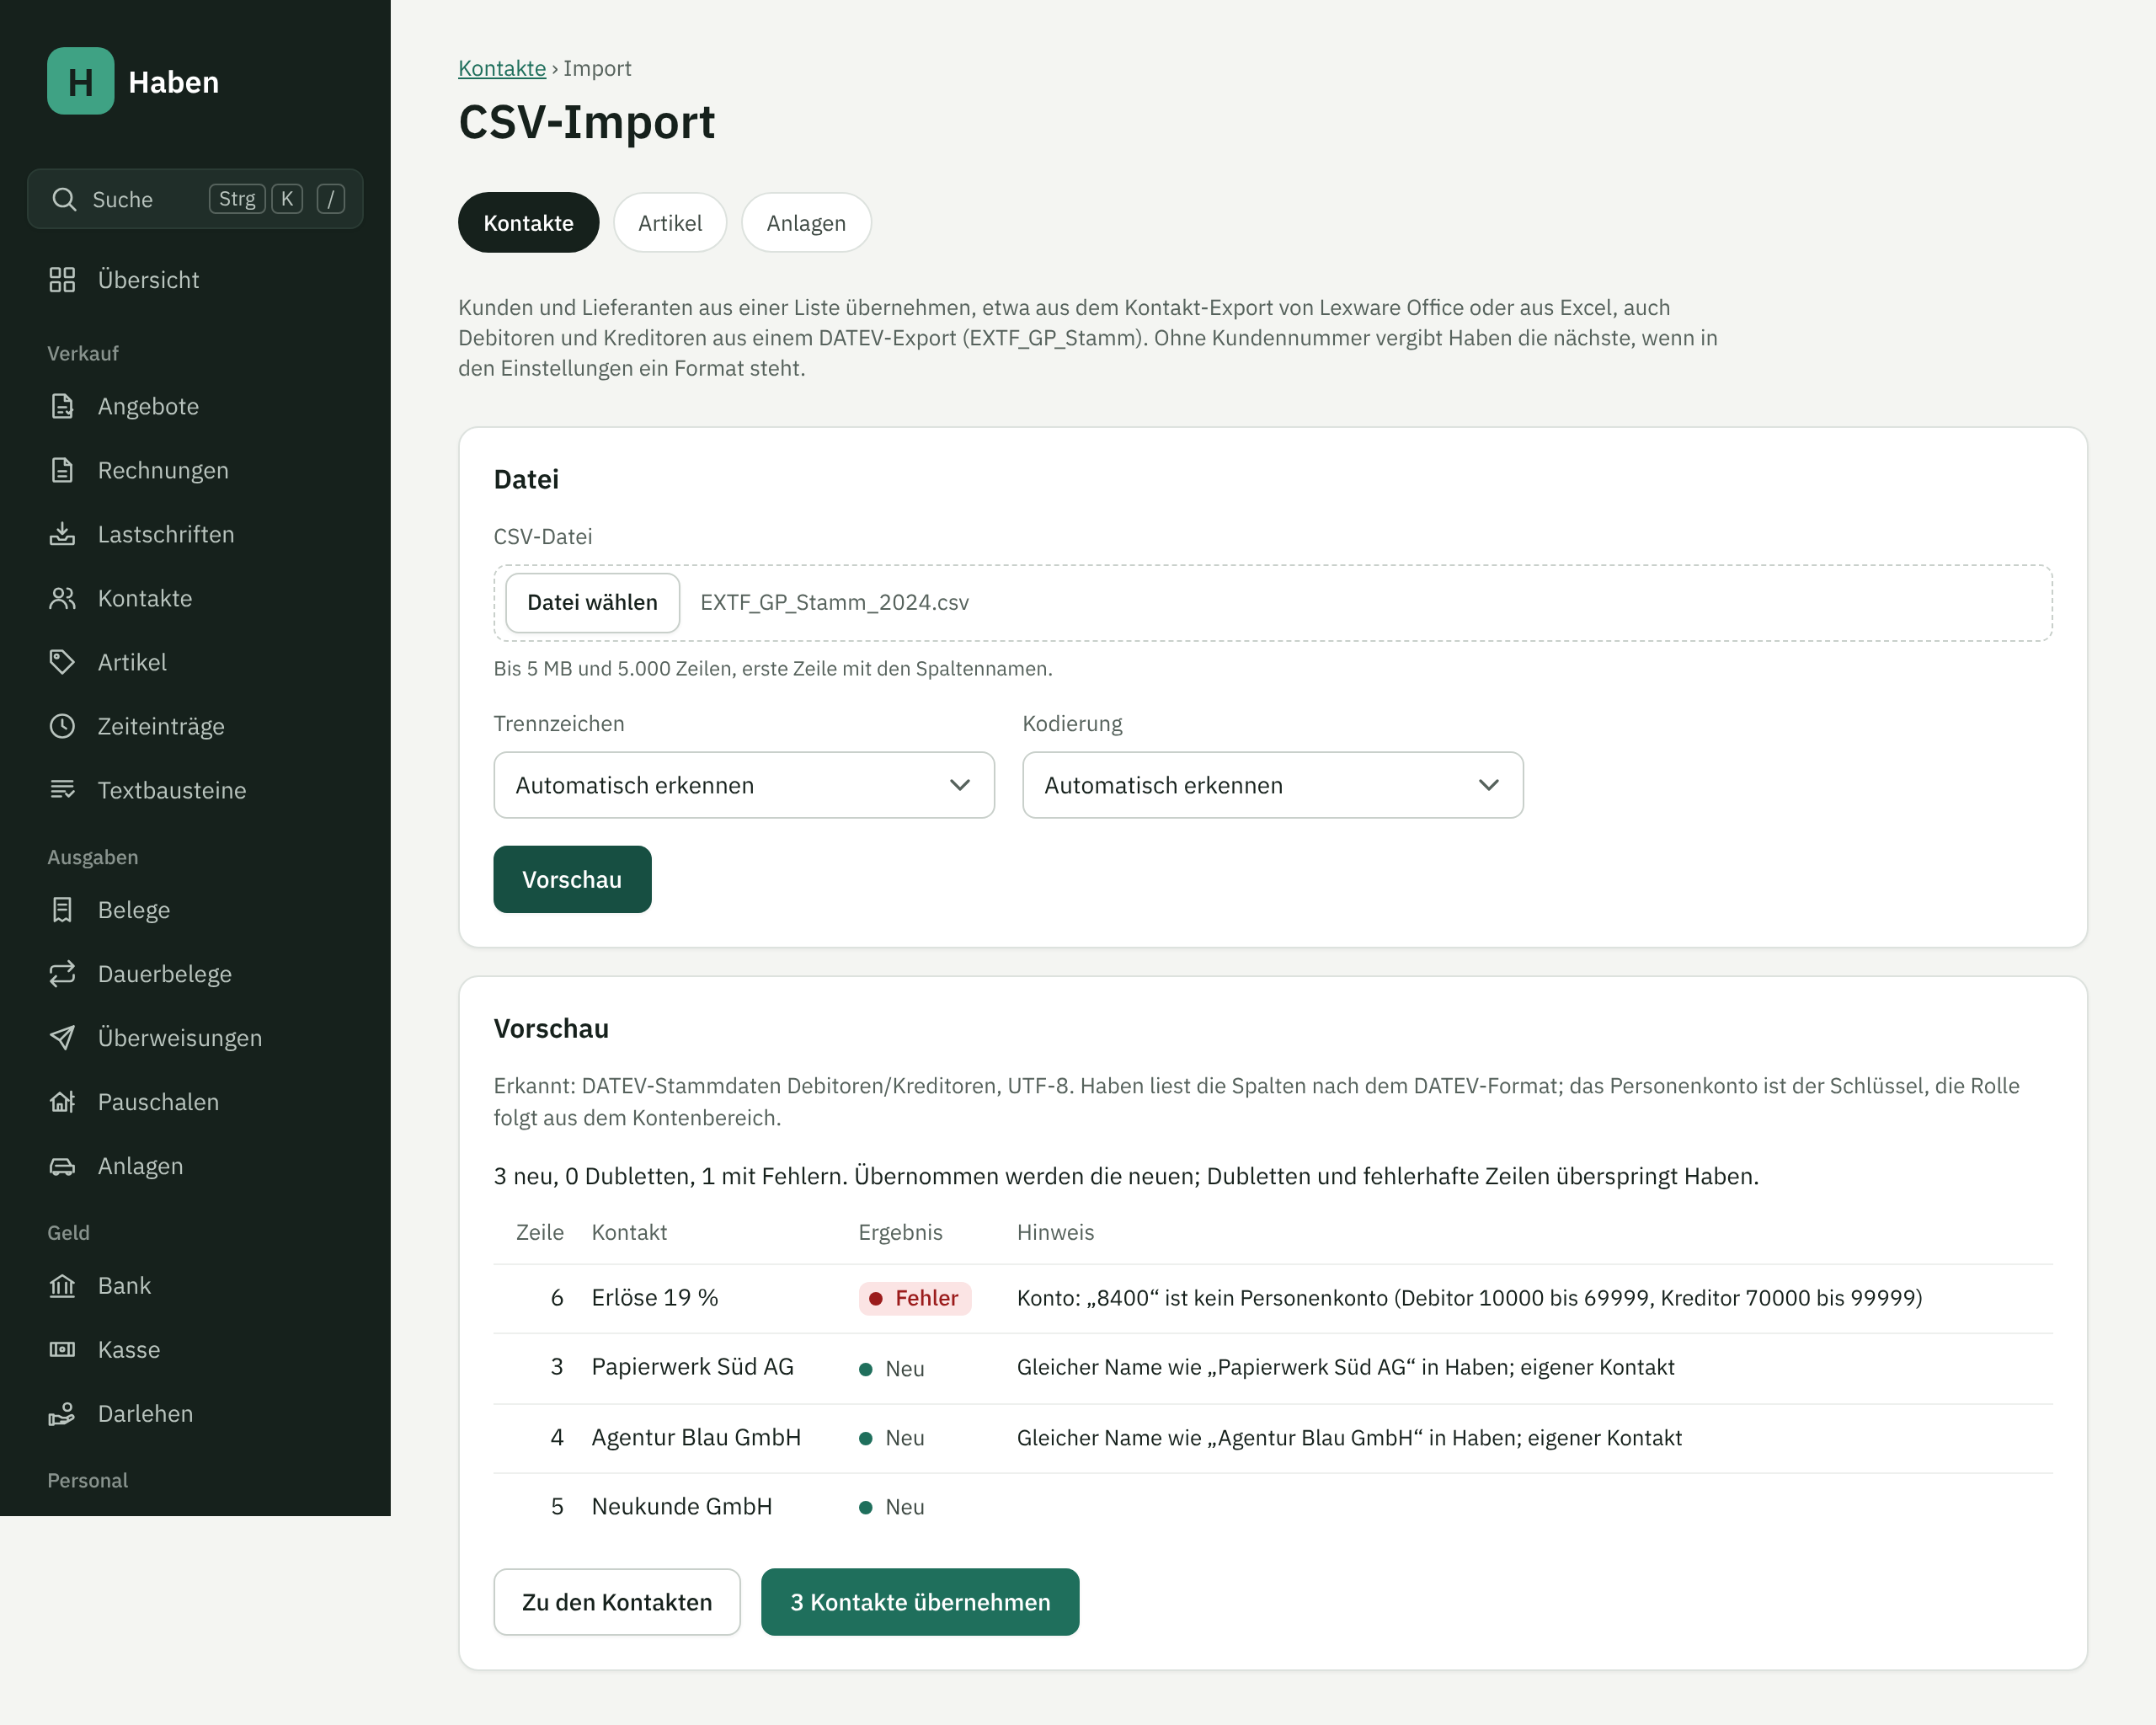 H Haben
Suche Strg K /
Übersicht
Verkauf
Angebote
Rechnungen
Lastschriften
Kontakte
Artikel
Zeiteinträge
Textbausteine
Ausgaben
Belege
Dauerbelege
Überweisungen
Pauschalen
Anlagen
Geld
Bank
Kasse
Darlehen
Personal
Kontakte › Import
CSV-Import
Kontakte Artikel Anlagen
Kunden und Lieferanten aus einer Liste übernehmen, etwa aus dem Kontakt-Export von Lexware Office oder aus Excel, auch
Debitoren und Kreditoren aus einem DATEV-Export (EXTF_GP_Stamm). Ohne Kundennummer vergibt Haben die nächste, wenn in
den Einstellungen ein Format steht.
Datei
CSV-Datei
Datei wählen EXTF_GP_Stamm_2024.csv
Bis 5 MB und 5.000 Zeilen, erste Zeile mit den Spaltennamen.
Trennzeichen Kodierung
Automatisch erkennen Automatisch erkennen
Vorschau
Vorschau
Erkannt: DATEV-Stammdaten Debitoren/Kreditoren, UTF-8. Haben liest die Spalten nach dem DATEV-Format; das Personenkonto ist der Schlüssel, die Rolle
folgt aus dem Kontenbereich.
3 neu, 0 Dubletten, 1 mit Fehlern. Übernommen werden die neuen; Dubletten und fehlerhafte Zeilen überspringt Haben.
Zeile Kontakt Ergebnis Hinweis
6 Erlöse 19 % Fehler Konto: „8400“ ist kein Personenkonto (Debitor 10000 bis 69999, Kreditor 70000 bis 99999)
3 Papierwerk Süd AG Neu Gleicher Name wie „Papierwerk Süd AG“ in Haben; eigener Kontakt
4 Agentur Blau GmbH Neu Gleicher Name wie „Agentur Blau GmbH“ in Haben; eigener Kontakt
5 Neukunde GmbH Neu
Zu den Kontakten 3 Kontakte übernehmen